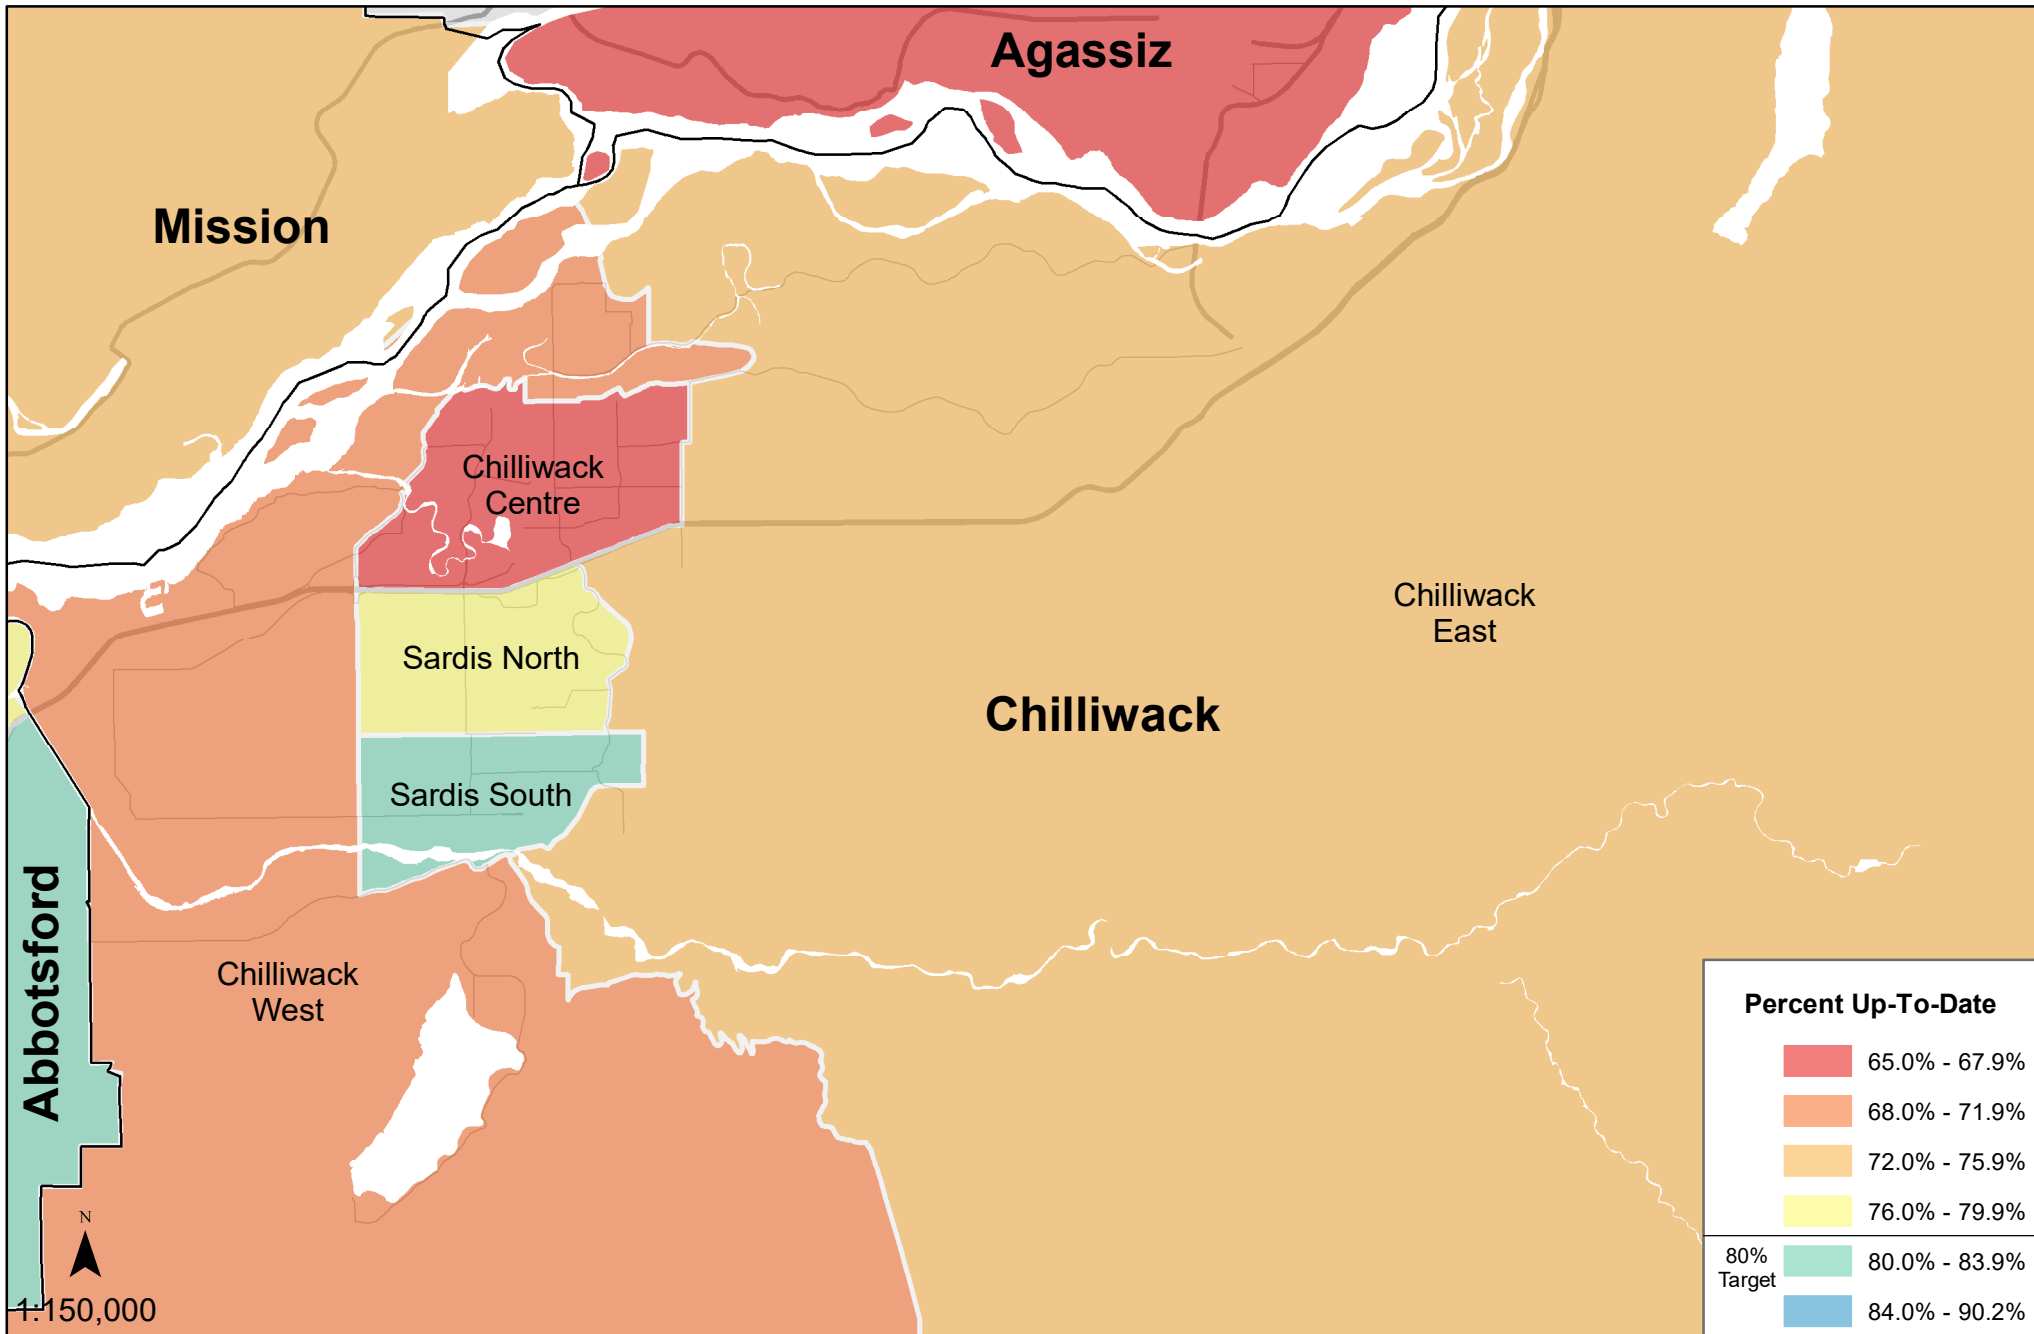 Agassiz
Mission
Chilliwack
Centre
Chilliwack
East
Sardis North
Chilliwack
Sardis South
Abbotsford
Chilliwack
West
N
1:150,000
Percent Up-To-Date
65.0% - 67.9%
68.0% - 71.9%
72.0% - 75.9%
76.0% - 79.9%
80%
Target
80.0% - 83.9%
84.0% - 90.2%